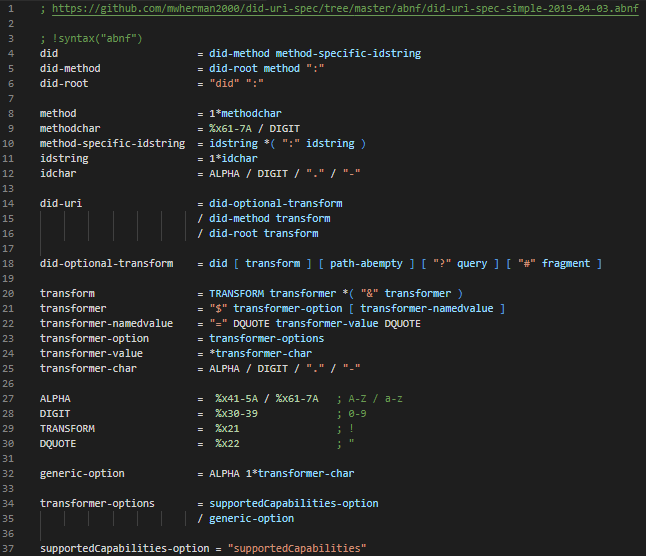 1 ; https://github.com/mwherman2000/did-uri-spec/tree/master/abnf/did-uri-spec-simple-2019-04-03.abnf
2
3 ; !syntax("abnf")
4 did = did-method method-specific-idstring
5 did-method = did-root method ":"
6 did-root = "did" ":"
7
8 method = 1*methodchar
9 methodchar = %x61-7A / DIGIT
10 method-specific-idstring = idstring *( ":" idstring )
11 idstring = 1*idchar
12 idchar = ALPHA / DIGIT / "." / "-"
13
14 did-uri = did-optional-transform
15 / did-method transform
16 / did-root transform
17
18 did-optional-transform = did [ transform ] [ path-abempty ] [ "?" query ] [ "#" fragment ]
19
20 transform = TRANSFORM transformer *( "&" transformer )
21 transformer = "$" transformer-option [ transformer-namedvalue ]
22 transformer-namedvalue = "=" DQUOTE transformer-value DQUOTE
23 transformer-option = transformer-options
24 transformer-value = *transformer-char
25 transformer-char = ALPHA / DIGIT / "." / "-"
26
27 ALPHA = %x41-5A / %x61-7A ; A-Z / a-z
28 DIGIT = %x30-39 ; 0-9
29 TRANSFORM = %x21 ; !
30 DQUOTE = %x22 ; "
31
32 generic-option = ALPHA 1*transformer-char
33
34 transformer-options = supportedCapabilities-option
35 / generic-option
36
37 supportedCapabilities-option = "supportedCapabilities"